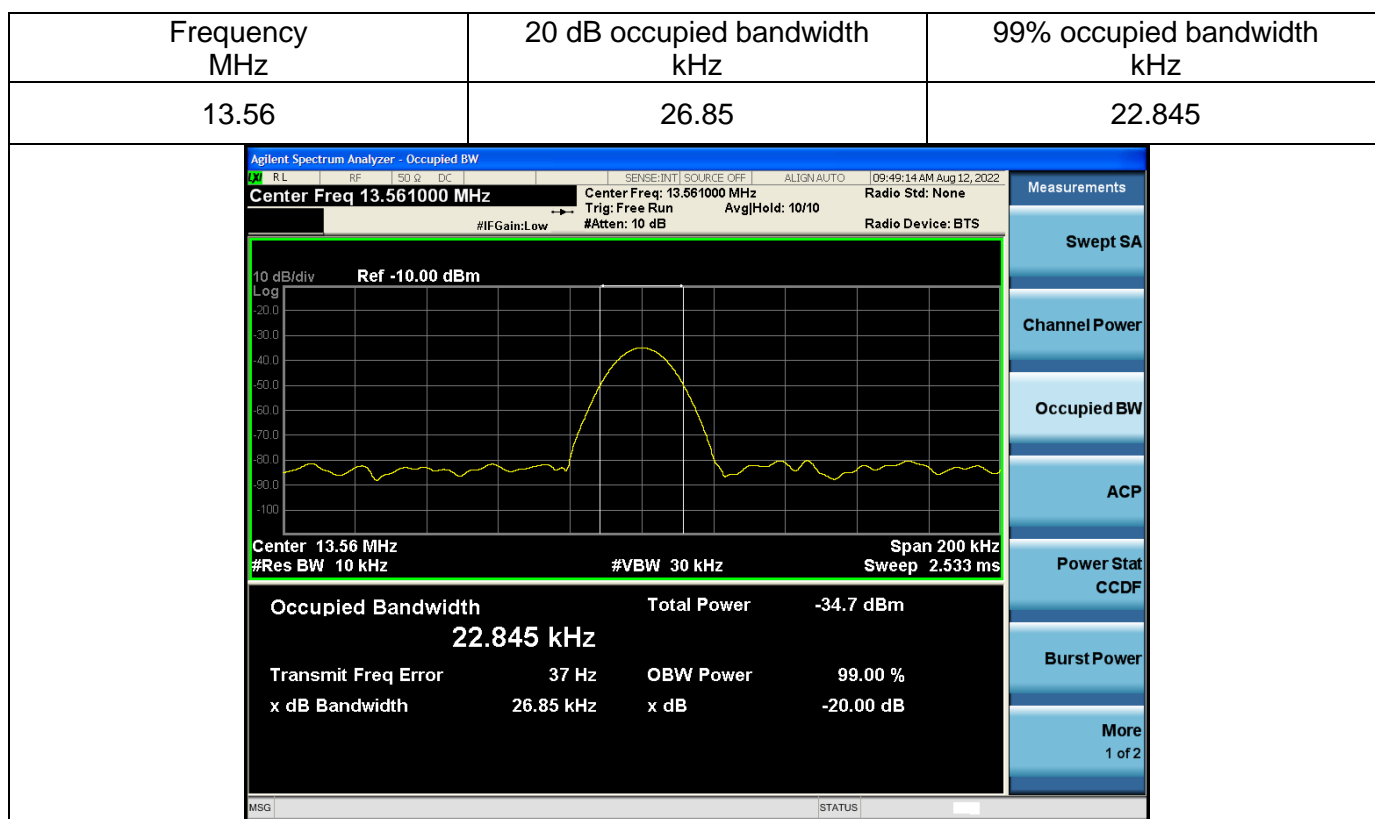 Frequency 20 dB occupied bandwidth 99% occupied bandwidth
MHz kHz kHz
13.56 26.85 22.845
Agilent Spectrum Analyzer - Occupied BW
LXI RL RF 50 Ω DC SENSE:INT SOURCE OFF ALIGN AUTO 09:49:14 AM Aug 12, 2022
Center Freq 13.561000 MHz Center Freq: 13.561000 MHz Radio Std: None
Trig: Free Run Avg|Hold: 10/10
#IFGain:Low #Atten: 10 dB Radio Device: BTS
10 dB/div Ref -10.00 dBm
Log
-20.0
-30.0
-40.0
-50.0
-60.0
-70.0
-80.0
-90.0
-100
Center 13.56 MHz Span 200 kHz
#Res BW 10 kHz #VBW 30 kHz Sweep 2.533 ms
Occupied Bandwidth Total Power -34.7 dBm
22.845 kHz
Transmit Freq Error 37 Hz OBW Power 99.00 %
x dB Bandwidth 26.85 kHz x dB -20.00 dB
MSG STATUS
Measurements
Swept SA
Channel Power
Occupied BW
ACP
Power Stat
CCDF
Burst Power
More
1 of 2